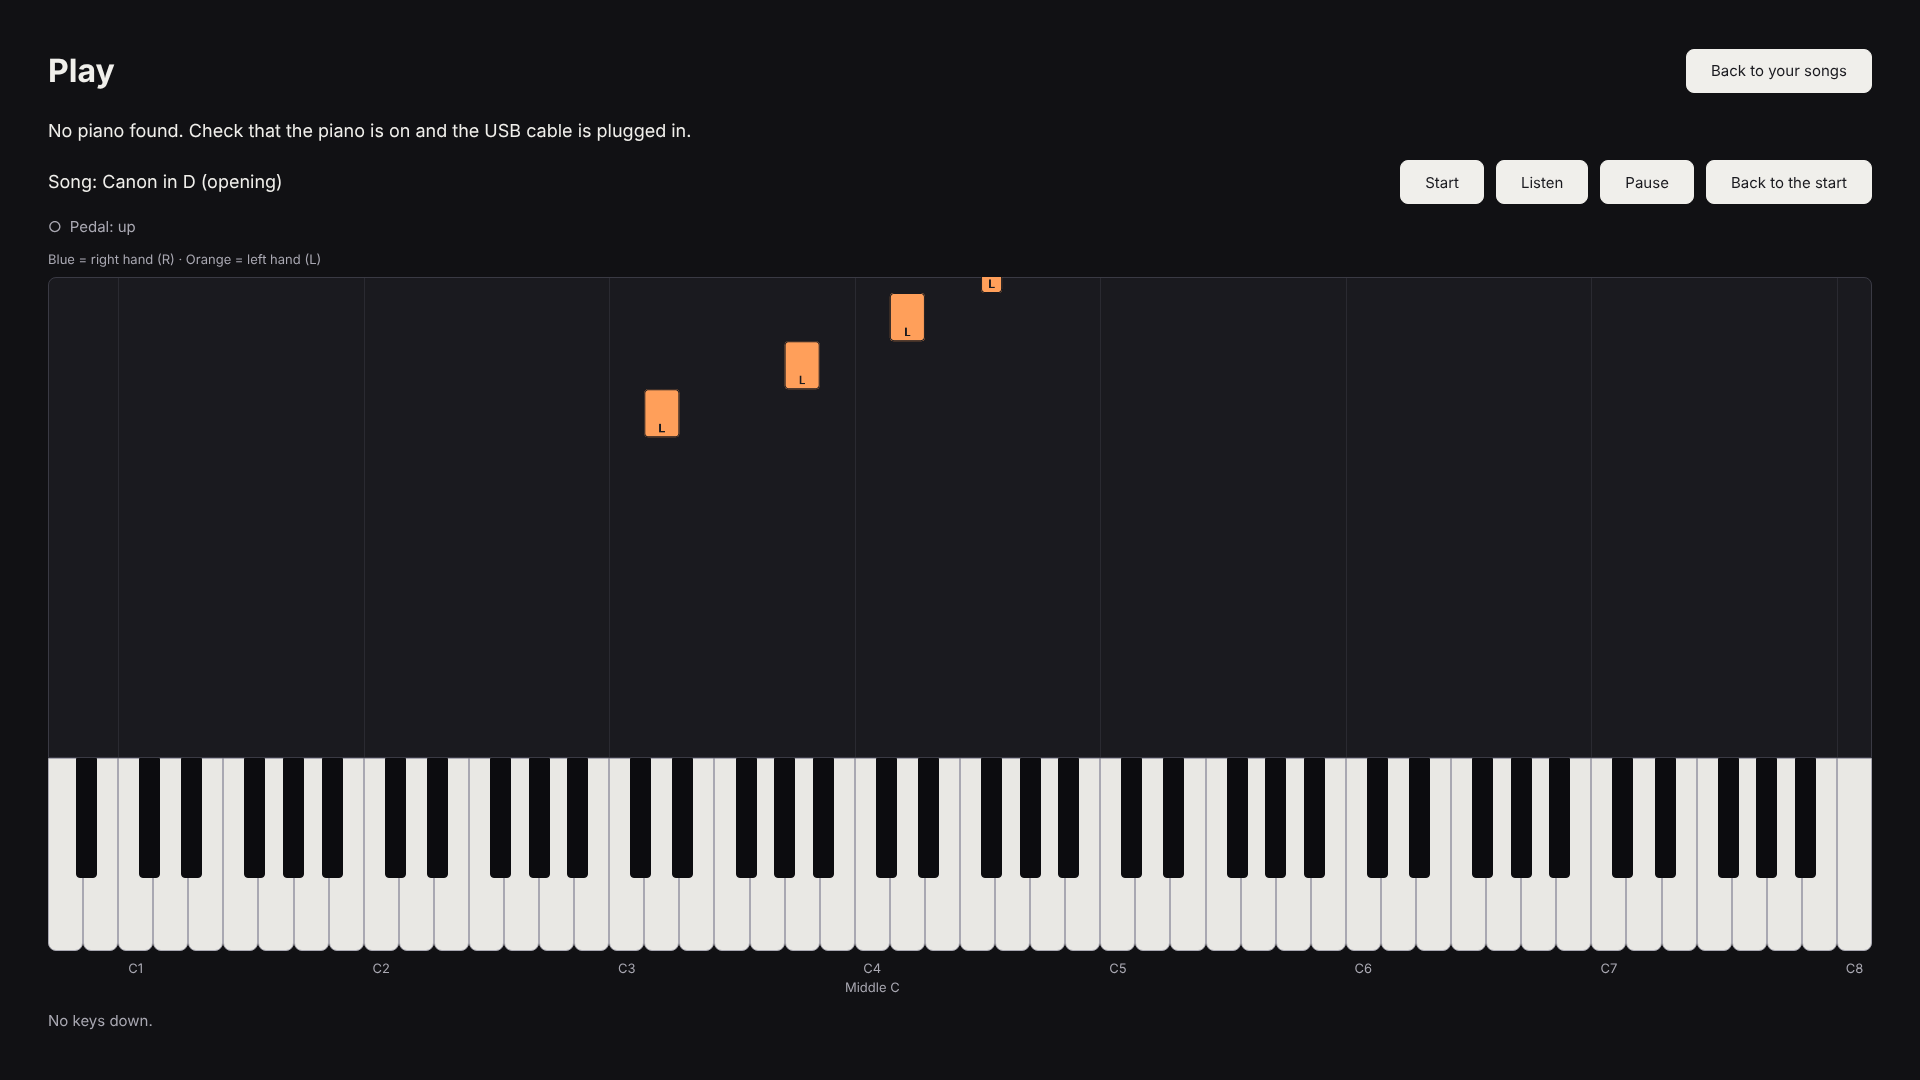 Play
Back to your songs
No piano found. Check that the piano is on and the USB cable is plugged in.
Song: Canon in D (opening)
Start
Listen
Pause
Back to the start
Pedal: up
Blue = right hand (R) · Orange = left hand (L)
L
L
L
L
C1
C2
C3
C4
C5
C6
C7
C8
Middle C
No keys down.